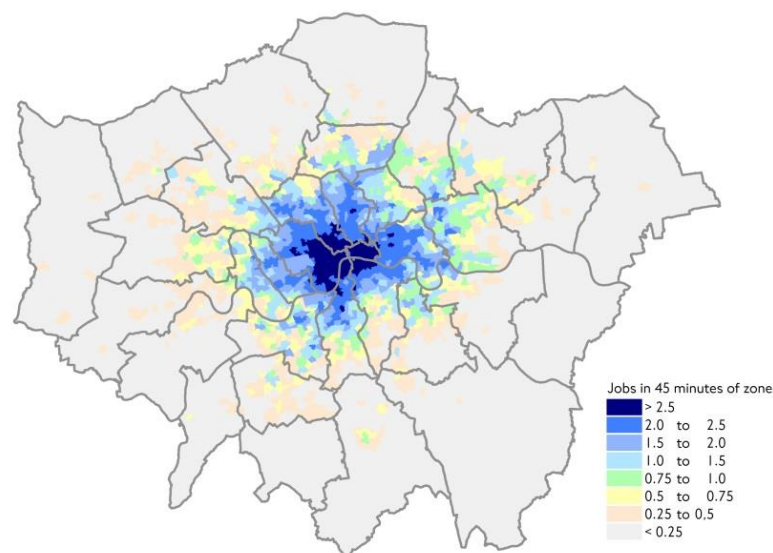 Jobs in 45 minutes of zone
> 2.5
2.0 to 2.5
1.5 to 2.0
1.0 to 1.5
0.75 to 1.0
0.5 to 0.75
0.25 to 0,5
< 0.25